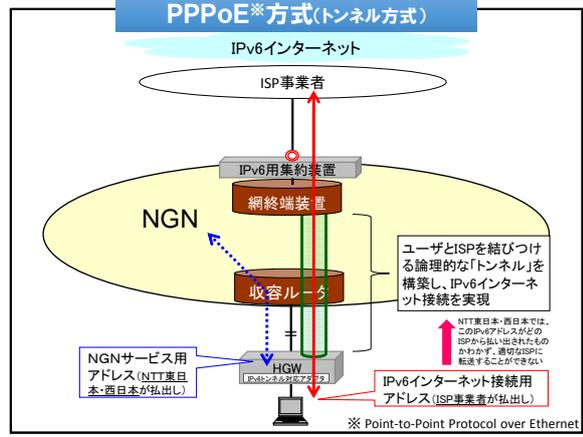 PPPoE※方式(トンネル方式)
IPv6インターネット
ISP事業者
IPv6用集約装置
網終端装置
NGN
収容ルータ
ユーザとISPを結びつけ
る論理的な「トンネル」を
構築し、IPv6インターネ
ット接続を実現
NTT東日本・西日本では、
このIPv6アドレスがどの
ISPから払い出されたもの
かわからず、適切なISPに
転送することができない
NGNサービス用
アドレス(NTT東日
本・西日本が払出し)
HGW
IPv6トンネル対応アダプタ
IPv6インターネット接続用
アドレス(ISP事業者が払出し)
※ Point-to-Point Protocol over Ethernet